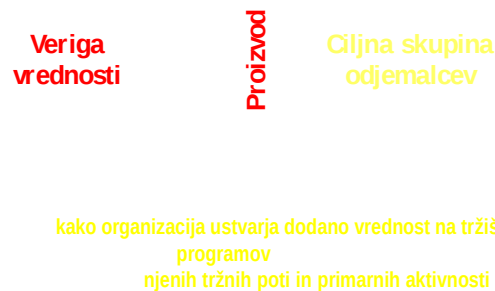 Veriga
vrednosti
Proizvod
Ciljna skupina
odjemalcev
kako organizacija ustvarja dodano vrednost na tržiš
programov
njenih tržnih poti in primarnih aktivnosti